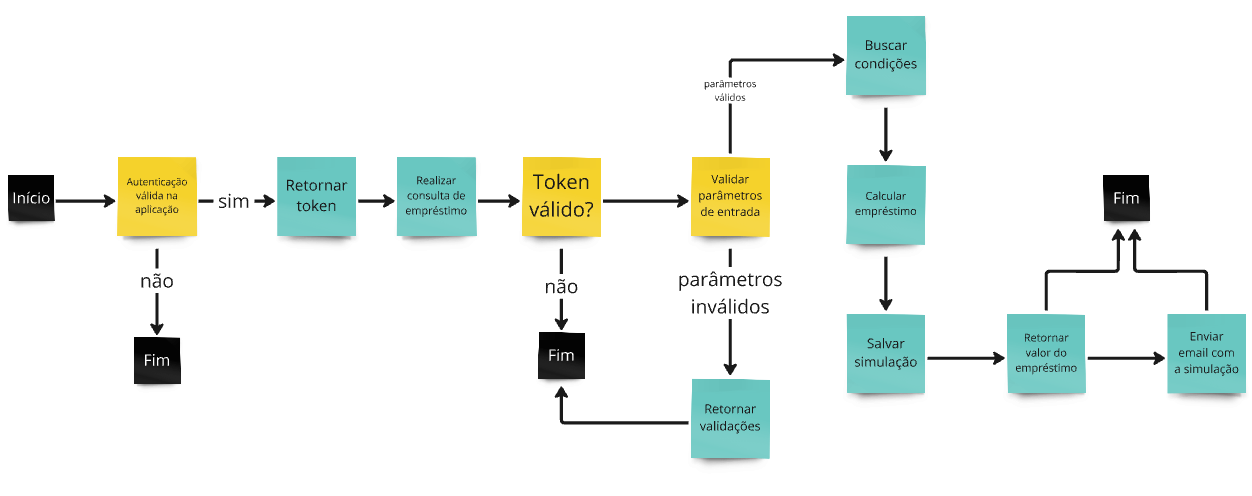 Início
Autenticação
válida na
aplicação
sim
não
Fim
Retornar
token
Realizar
consulta de
empréstimo
Token
válido?
não
Fim
Validar
parâmetros
de entrada
parâmetros
válidos
parâmetros
inválidos
Retornar
validações
Buscar
condições
Calcular
empréstimo
Salvar
simulação
Retornar
valor do
empréstimo
Enviar
email com
a simulação
Fim